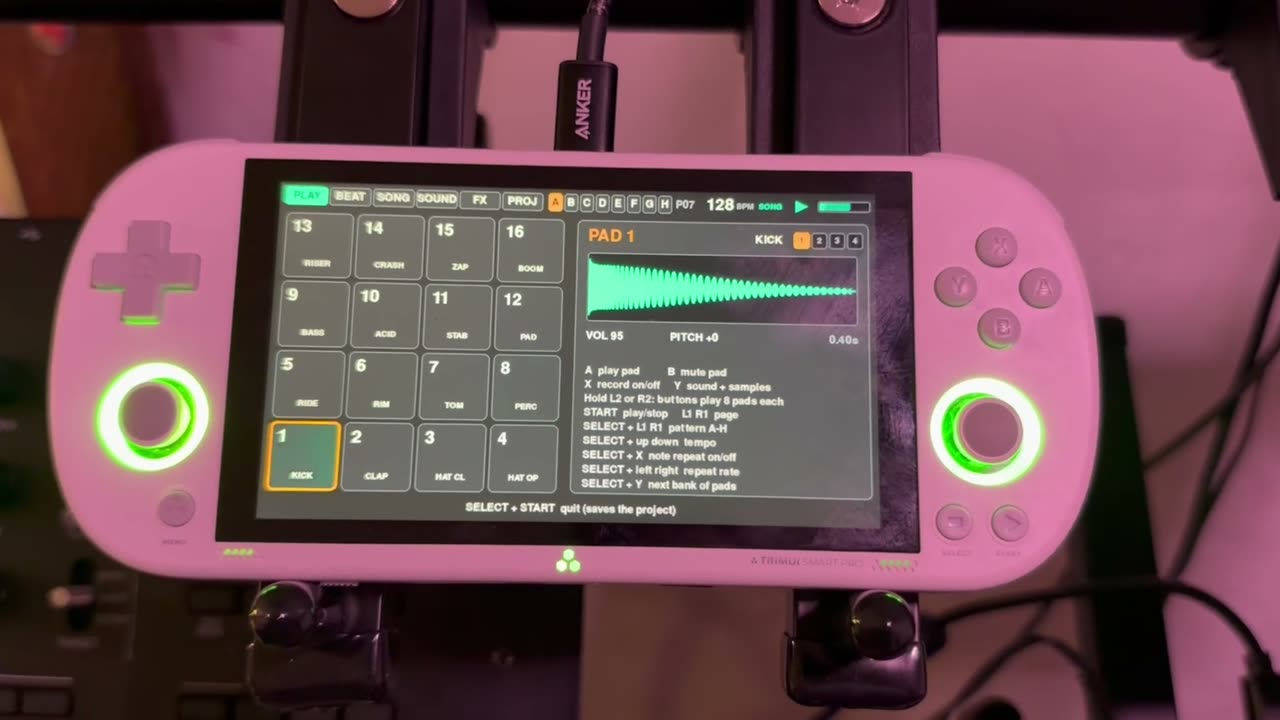 ANKER
PLAY BEAT SONG SOUND FX PROJ A B C D E F G H P07 128 BPM SONG
13 RISER
14 CRASH
15 ZAP
16 BOOM
9 BASS
10 ACID
11 STAB
12 PAD
5 RIDE
6 RIM
7 TOM
8 PERC
1 KICK
2 CLAP
3 HAT CL
4 HAT OP
PAD 1 KICK 1 2 3 4
VOL 95 PITCH +0 0.40s
A play pad B mute pad
X record on/off Y sound + samples
Hold L2 or R2: buttons play 8 pads each
START play/stop L1 R1 page
SELECT + L1 R1 pattern A-H
SELECT + up down tempo
SELECT + X note repeat on/off
SELECT + left right repeat rate
SELECT + Y next bank of pads
SELECT + START quit (saves the project)
X
Y
A
B
MENU
SELECT
START
TRIMUI SMART PRO